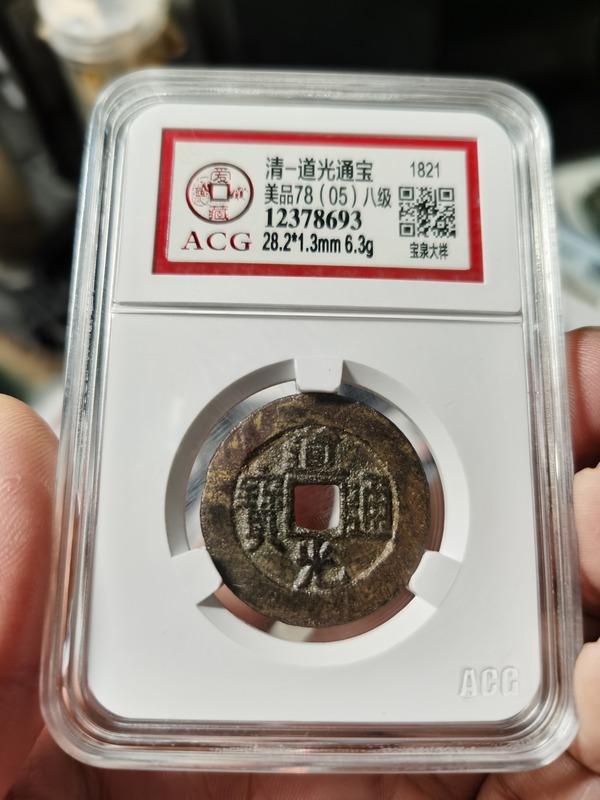 清一道光通宝 1821
美品78（05）八级
12378693
ACG 28.2*1.3mm 6.3g
宝泉大样
道
寶 通
光
ACG